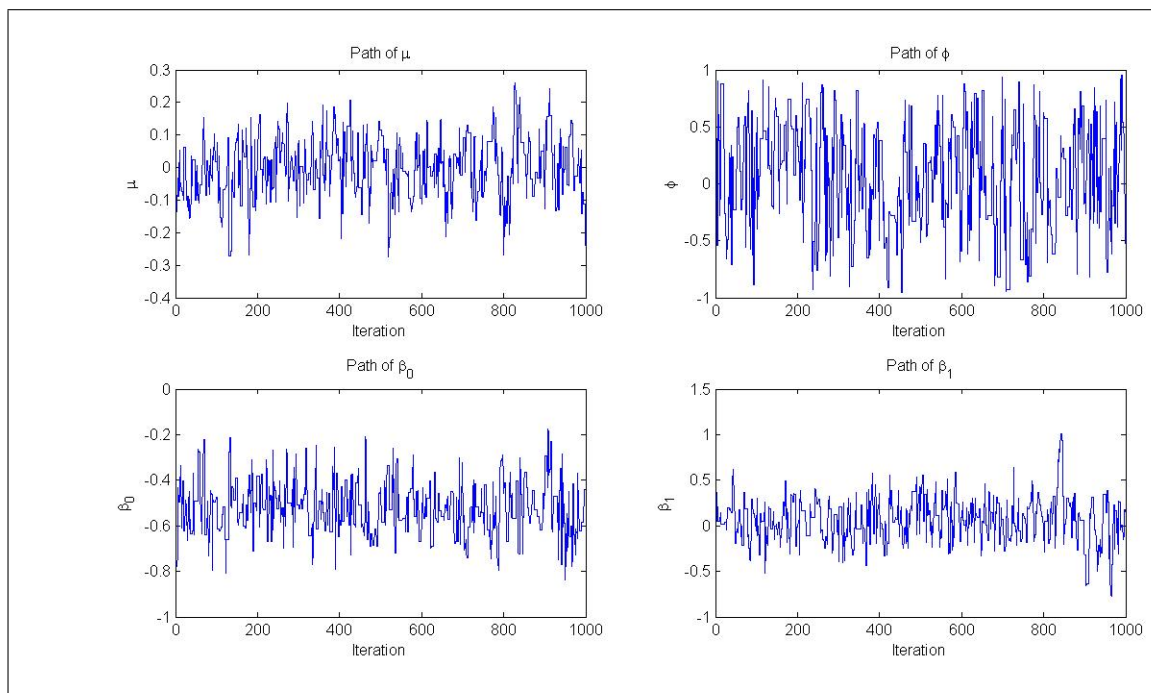 Path of μ
0.3
0.2
0.1
0
-0.1
-0.2
-0.3
-0.4
μ
0 200 400 600 800 1000
Iteration
Path of ϕ
1
0.5
0
-0.5
-1
ϕ
0 200 400 600 800 1000
Iteration
Path of β₀
0
-0.2
-0.4
-0.6
-0.8
-1
β₀
0 200 400 600 800 1000
Iteration
Path of β₁
1.5
1
0.5
0
-0.5
-1
β₁
0 200 400 600 800 1000
Iteration